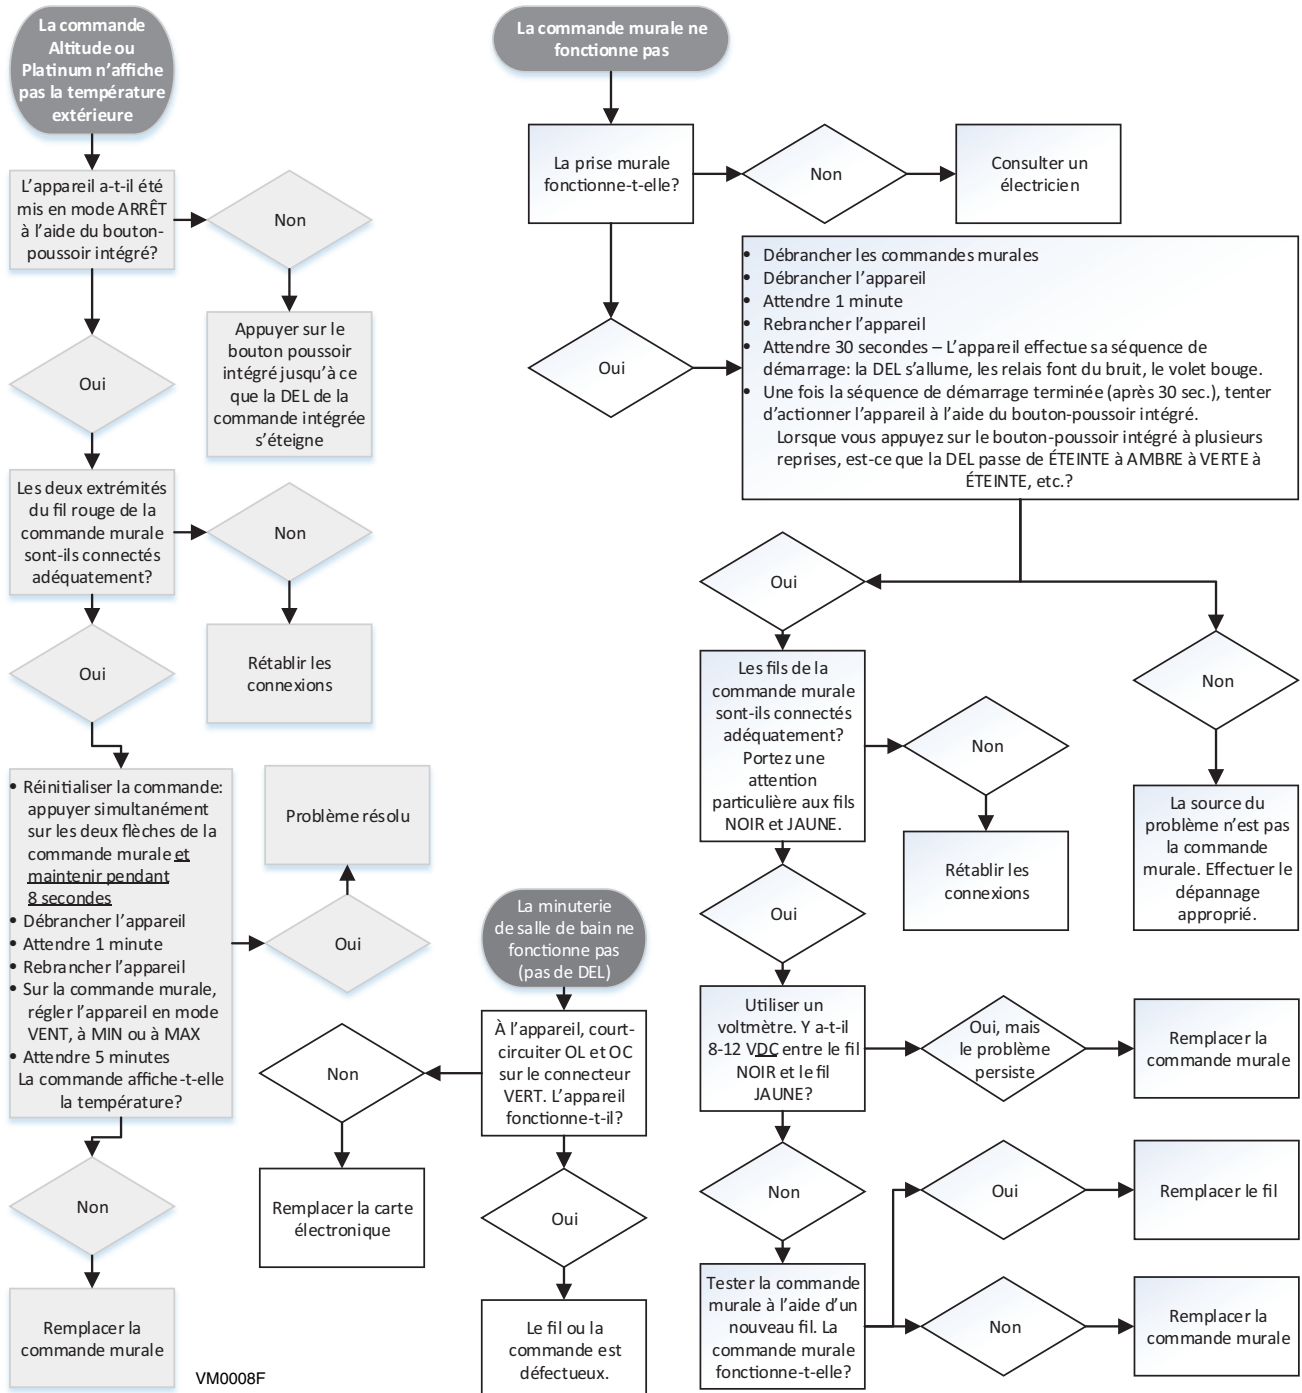 La commande
Altitude ou
Platinum n’affiche
pas la température
extérieure
L’appareil a-t-il été
mis en mode ARRÊT
à l’aide du bouton-
poussoir intégré?
Non
Appuyer sur le
bouton poussoir
intégré jusqu’à ce
que la DEL de la
commande intégrée
s’éteigne
Oui
Les deux extrémités
du fil rouge de la
commande murale
sont-ils connectés
adéquatement?
Non
Rétablir les
connexions
Oui
• Réinitialiser la commande:
appuyer simultanément
sur les deux flèches de la
commande murale et
maintenir pendant
8 secondes
• Débrancher l’appareil
• Attendre 1 minute
• Rebrancher l’appareil
• Sur la commande murale,
régler l’appareil en mode
VENT, à MIN ou à MAX
• Attendre 5 minutes
La commande affiche-t-elle
la température?
Oui
Problème résolu
Non
Remplacer la
commande murale
VM0008F
La minuterie
de salle de bain ne
fonctionne pas
(pas de DEL)
À l’appareil, court-
circuiter OL et OC
sur le connecteur
VERT. L’appareil
fonctionne-t-il?
Non
Remplacer la carte
électronique
Oui
Le fil ou la
commande est
défectueux.
La commande murale ne
fonctionne pas
La prise murale
fonctionne-t-elle?
Non
Consulter un
électricien
Oui
• Débrancher les commandes murales
• Débrancher l’appareil
• Attendre 1 minute
• Rebrancher l’appareil
• Attendre 30 secondes – L’appareil effectue sa séquence de
démarrage: la DEL s’allume, les relais font du bruit, le volet bouge.
• Une fois la séquence de démarrage terminée (après 30 sec.), tenter
d’actionner l’appareil à l’aide du bouton-poussoir intégré.
Lorsque vous appuyez sur le bouton-poussoir intégré à plusieurs
reprises, est-ce que la DEL passe de ÉTEINTE à AMBRE à VERTE à
ÉTEINTE, etc.?
Oui
Non
La source du
problème n’est pas
la commande
murale. Effectuer le
dépannage
approprié.
Les fils de la
commande murale
sont-ils connectés
adéquatement?
Portez une
attention
particulière aux fils
NOIR et JAUNE.
Non
Rétablir les
connexions
Oui
Utiliser un
voltmètre. Y a-t-il
8-12 VDC entre le fil
NOIR et le fil
JAUNE?
Oui, mais
le problème
persiste
Remplacer la
commande murale
Non
Tester la commande
murale à l’aide d’un
nouveau fil. La
commande murale
fonctionne-t-elle?
Oui
Remplacer le fil
Non
Remplacer la
commande murale